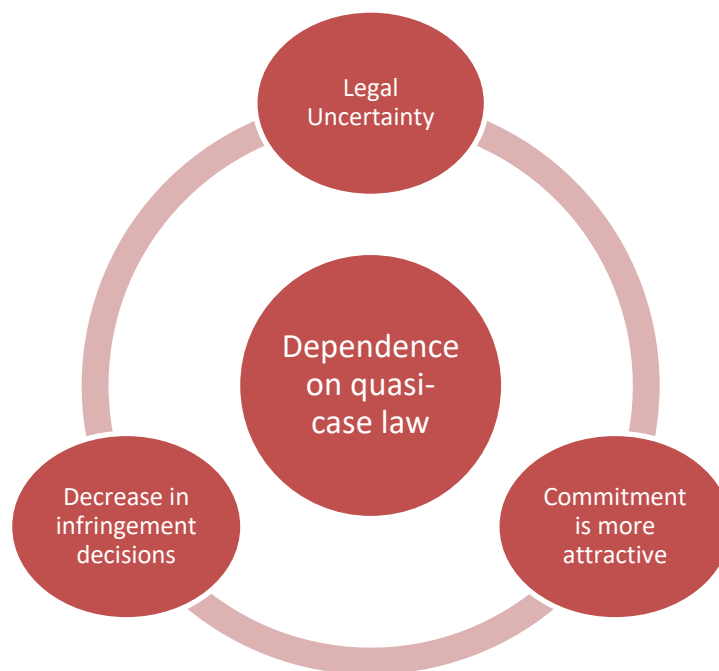 Legal
Uncertainty
Dependence
on quasi-
case law
Decrease in
infringement
decisions
Commitment
is more
attractive